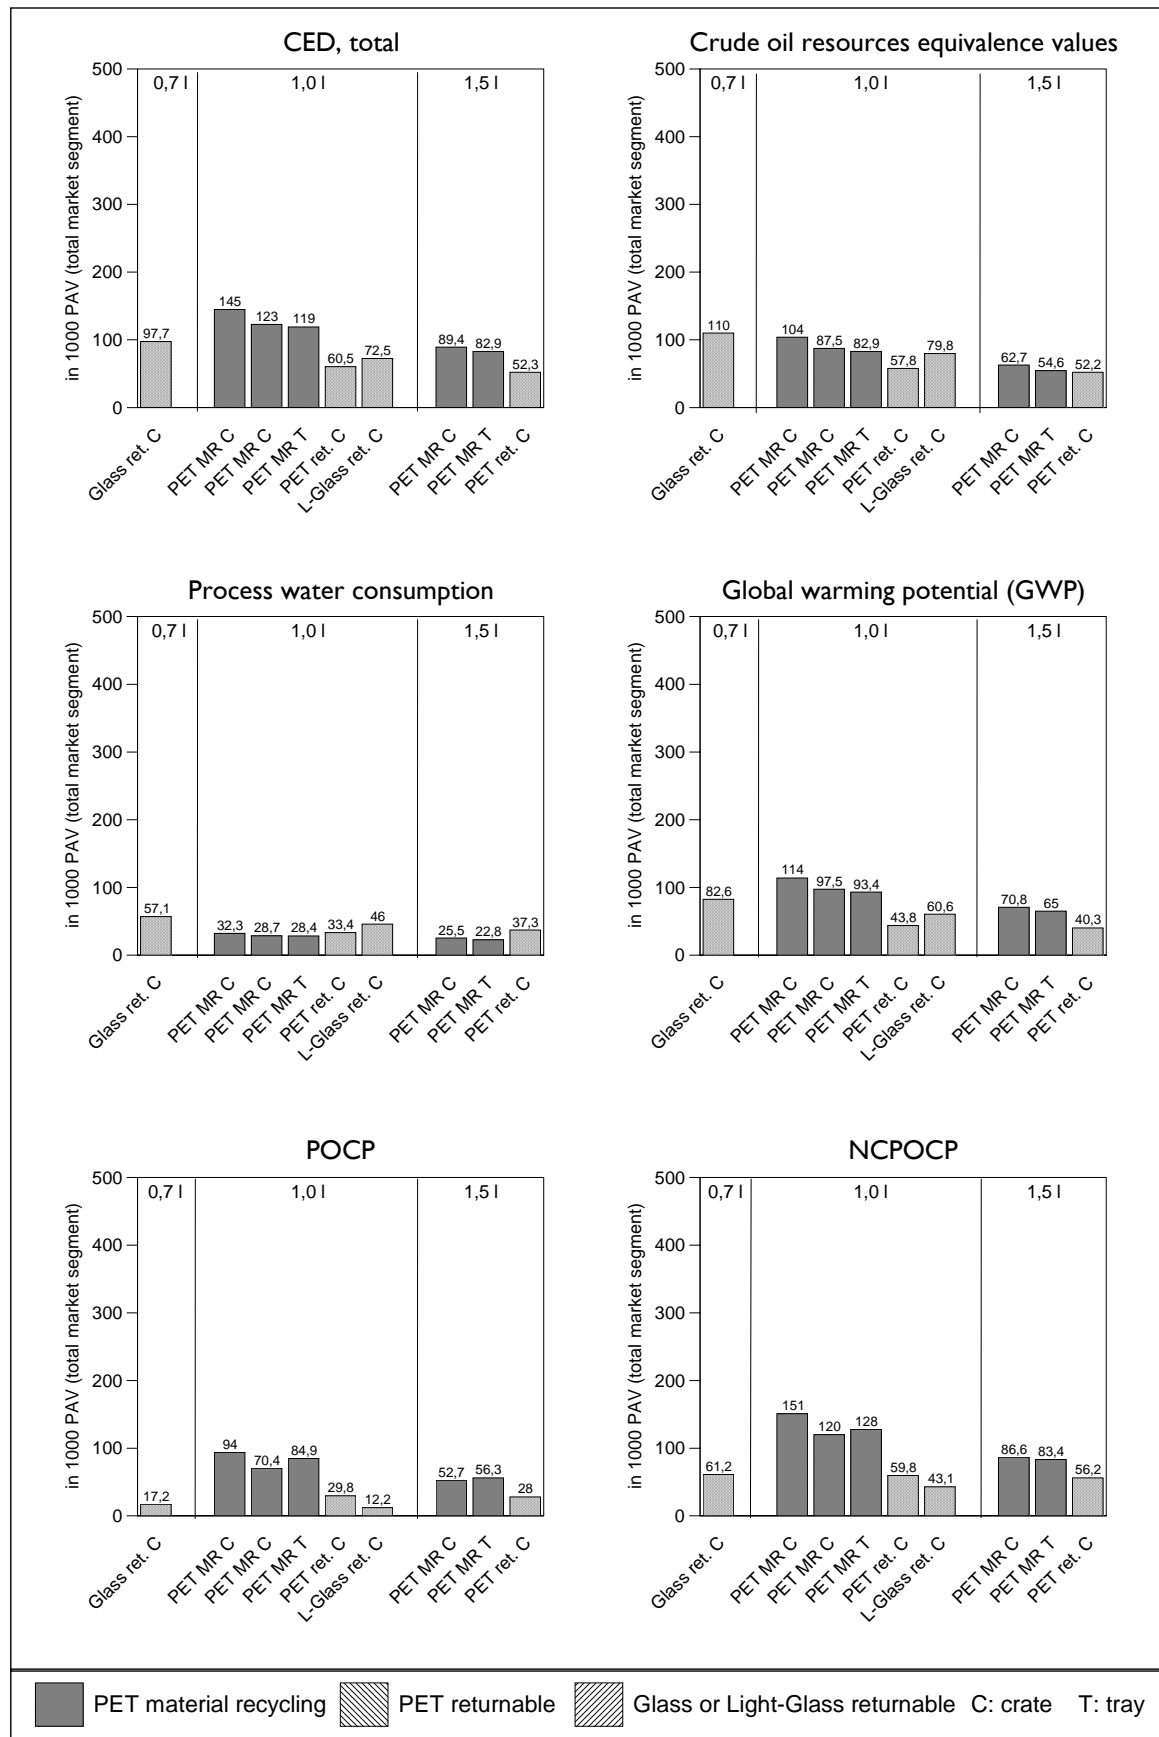 CED, total
in 1000 PAV (total market segment)
500
400
300
200
100
0
0,7 l
1,0 l
1,5 l
97,7
145
123
119
60,5
72,5
89,4
82,9
52,3
Glass ret. C
PET MR C
PET MR C
PET MR T
PET ret. C
L-Glass ret. C
PET MR C
PET MR T
PET ret. C
Crude oil resources equivalence values
in 1000 PAV (total market segment)
500
400
300
200
100
0
0,7 l
1,0 l
1,5 l
110
104
87,5
82,9
57,8
79,8
62,7
54,6
52,2
Glass ret. C
PET MR C
PET MR C
PET MR T
PET ret. C
L-Glass ret. C
PET MR C
PET MR T
PET ret. C
Process water consumption
in 1000 PAV (total market segment)
500
400
300
200
100
0
0,7 l
1,0 l
1,5 l
57,1
32,3
28,7
28,4
33,4
46
25,5
22,8
37,3
Glass ret. C
PET MR C
PET MR C
PET MR T
PET ret. C
L-Glass ret. C
PET MR C
PET MR T
PET ret. C
Global warming potential (GWP)
in 1000 PAV (total market segment)
500
400
300
200
100
0
0,7 l
1,0 l
1,5 l
82,6
114
97,5
93,4
43,8
60,6
70,8
65
40,3
Glass ret. C
PET MR C
PET MR C
PET MR T
PET ret. C
L-Glass ret. C
PET MR C
PET MR T
PET ret. C
POCP
in 1000 PAV (total market segment)
500
400
300
200
100
0
0,7 l
1,0 l
1,5 l
17,2
94
70,4
84,9
29,8
12,2
52,7
56,3
28
Glass ret. C
PET MR C
PET MR C
PET MR T
PET ret. C
L-Glass ret. C
PET MR C
PET MR T
PET ret. C
NCPOCP
in 1000 PAV (total market segment)
500
400
300
200
100
0
0,7 l
1,0 l
1,5 l
61,2
151
120
128
59,8
43,1
86,6
83,4
56,2
Glass ret. C
PET MR C
PET MR C
PET MR T
PET ret. C
L-Glass ret. C
PET MR C
PET MR T
PET ret. C
PET material recycling PET returnable Glass or Light-Glass returnable C: crate T: tray